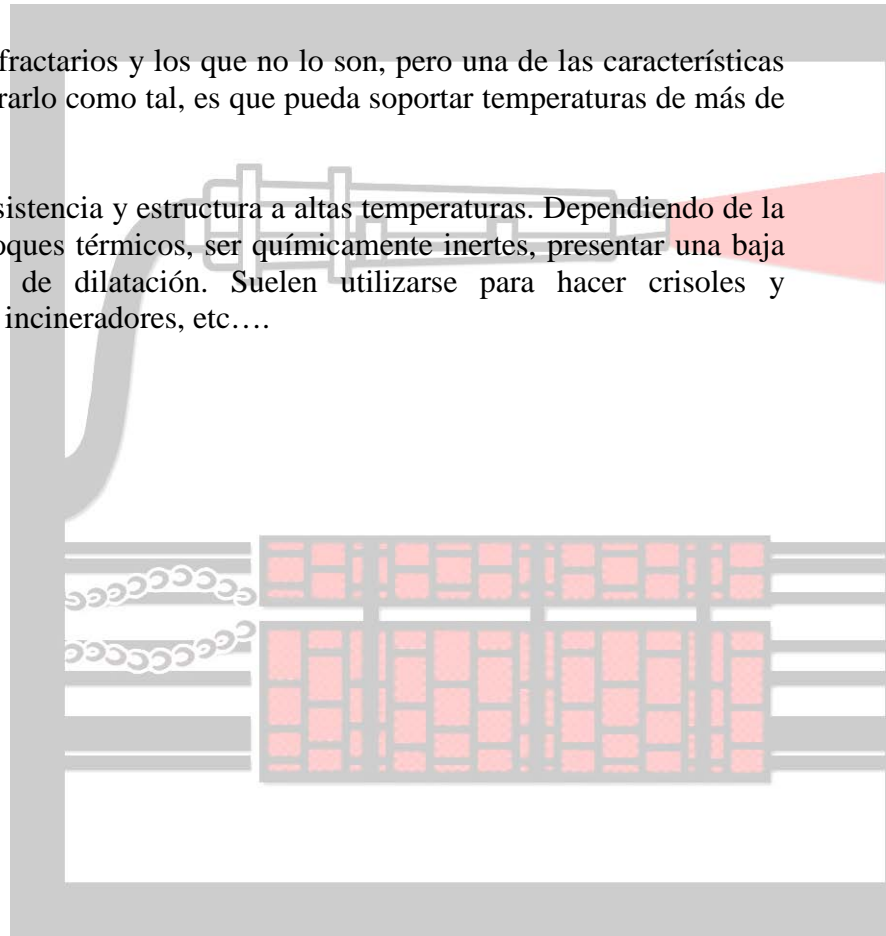 fractarios y los que no lo son, pero una de las características
rarlo como tal, es que pueda soportar temperaturas de más de
sistencia y estructura a altas temperaturas. Dependiendo de la
oques térmicos, ser químicamente inertes, presentar una baja
de dilatación. Suelen utilizarse para hacer crisoles y
incineradores, etc….